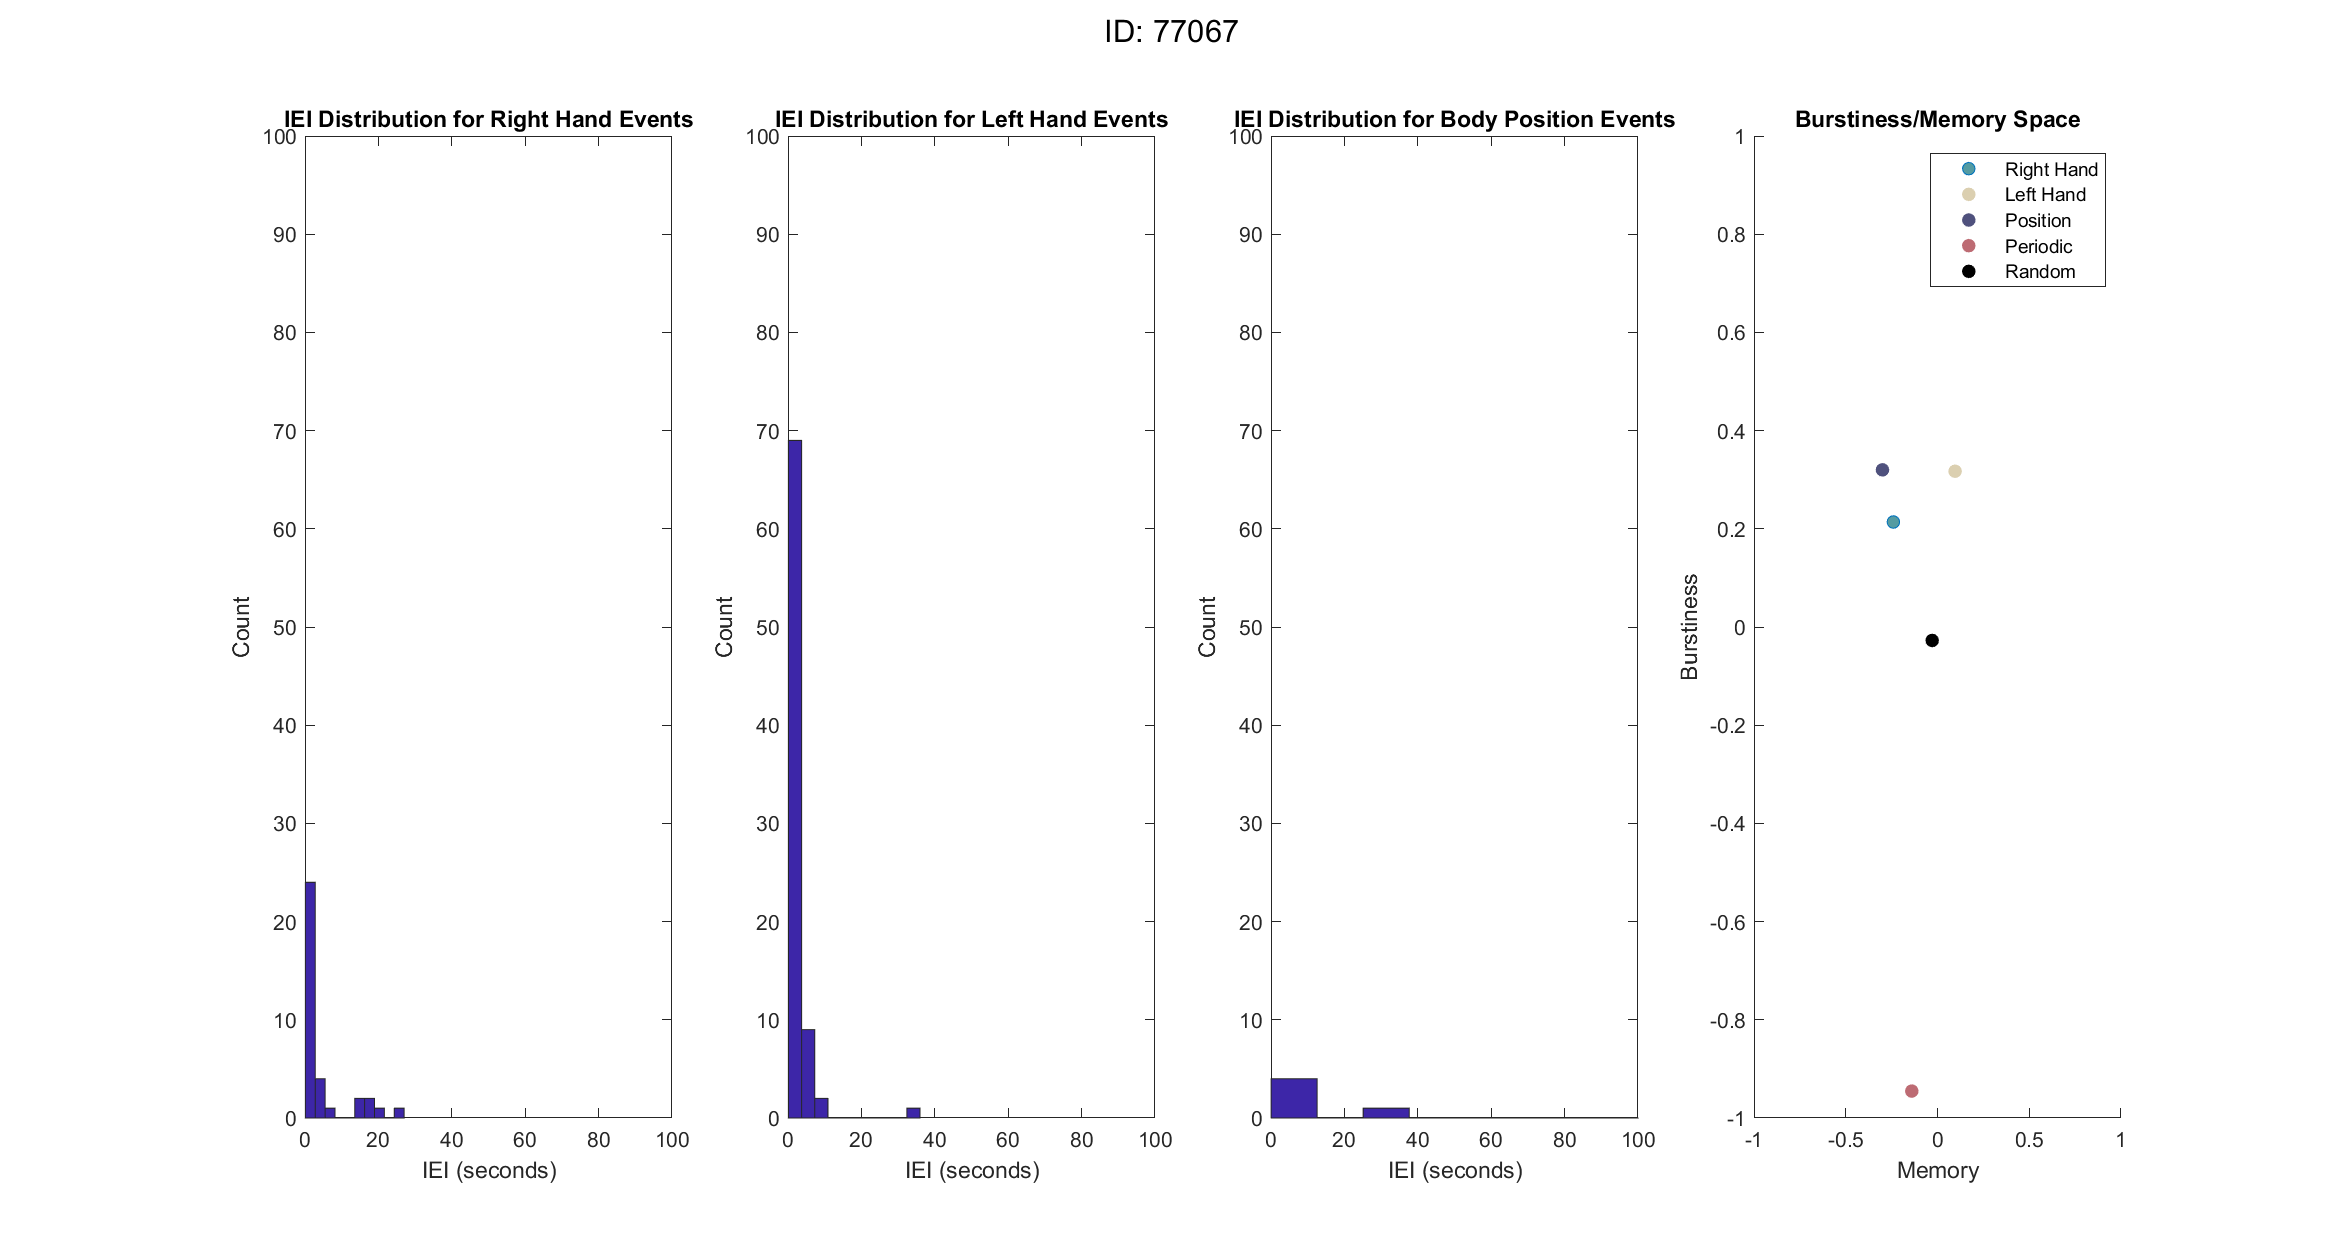 ID: 77067
IEI Distribution for Right Hand Events
100
90
80
70
60
50
40
30
20
10
0
Count
0 20 40 60 80 100
IEI (seconds)
IEI Distribution for Left Hand Events
100
90
80
70
60
50
40
30
20
10
0
Count
0 20 40 60 80 100
IEI (seconds)
IEI Distribution for Body Position Events
100
90
80
70
60
50
40
30
20
10
0
Count
0 20 40 60 80 100
IEI (seconds)
Burstiness/Memory Space
1
0.8
0.6
0.4
0.2
0
-0.2
-0.4
-0.6
-0.8
-1
Burstiness
Right Hand
Left Hand
Position
Periodic
Random
-1 -0.5 0 0.5 1
Memory